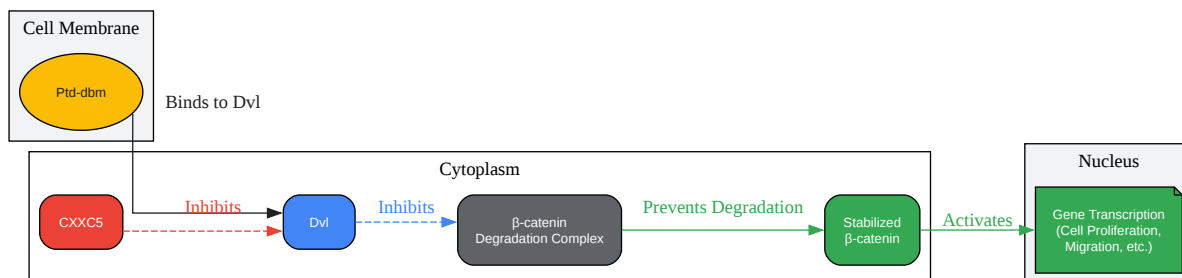 Cell Membrane
Ptd-dbm
Binds to Dvl
Cytoplasm
CXXC5
Inhibits
Dvl
Inhibits
β-catenin
Degradation Complex
Prevents Degradation
Stabilized
β-catenin
Activates
Nucleus
Gene Transcription
(Cell Proliferation,
Migration, etc.)